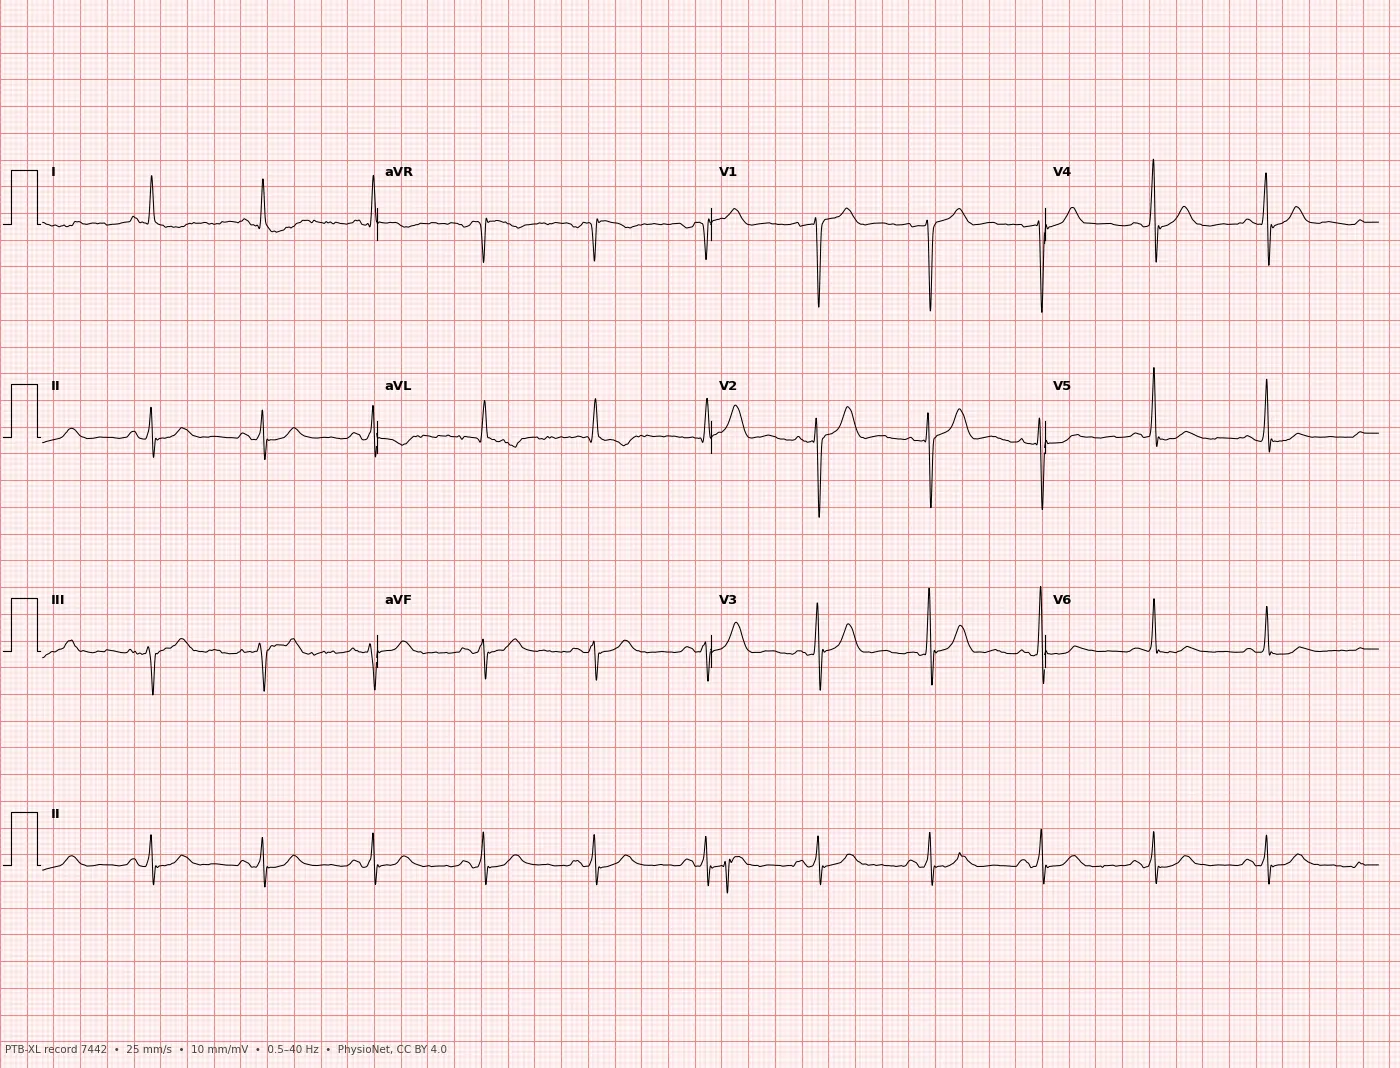 I aVR V1 V4
II aVL V2 V5
III aVF V3 V6
II
PTB-XL record 7442 • 25 mm/s • 10 mm/mV • 0.5–40 Hz • PhysioNet, CC BY 4.0